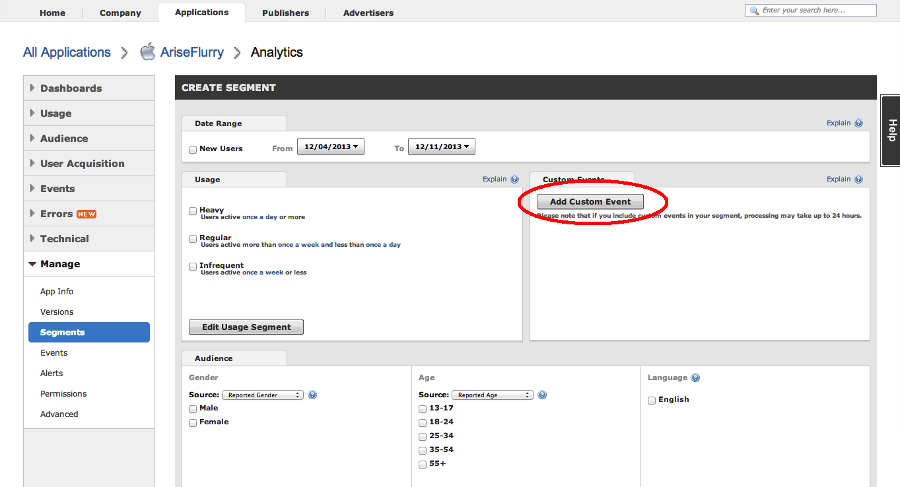 Home Company Applications Publishers Advertisers Enter your search here...
All Applications AriseFlurry Analytics
Dashboards
Usage
Audience
User Acquisition
Events
Errors NEW
Technical
Manage
App Info
Versions
Segments
Events
Alerts
Permissions
Advanced
CREATE SEGMENT
Date Range Explain
New Users From 12/04/2013 To 12/11/2013
Usage Explain
Heavy
Users active once a day or more
Regular
Users active more than once a week and less than once a day
Infrequent
Users active once a week or less
Edit Usage Segment
Custom Events Explain
Add Custom Event
Please note that if you include custom events in your segment, processing may take up to 24 hours.
Audience
Gender
Source: Reported Gender
Male
Female
Age
Source: Reported Age
13-17
18-24
25-34
35-54
55+
Language
English
Help